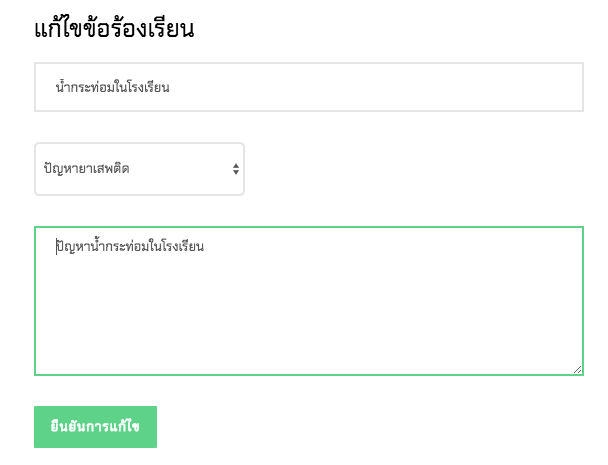 แก้ไขข้อร้องเรียน
น้ำกระท่อมในโรงเรียน
ปัญหายาเสพติด
ปัญหาน้ำกระท่อมในโรงเรียน
ยืนยันการแก้ไข